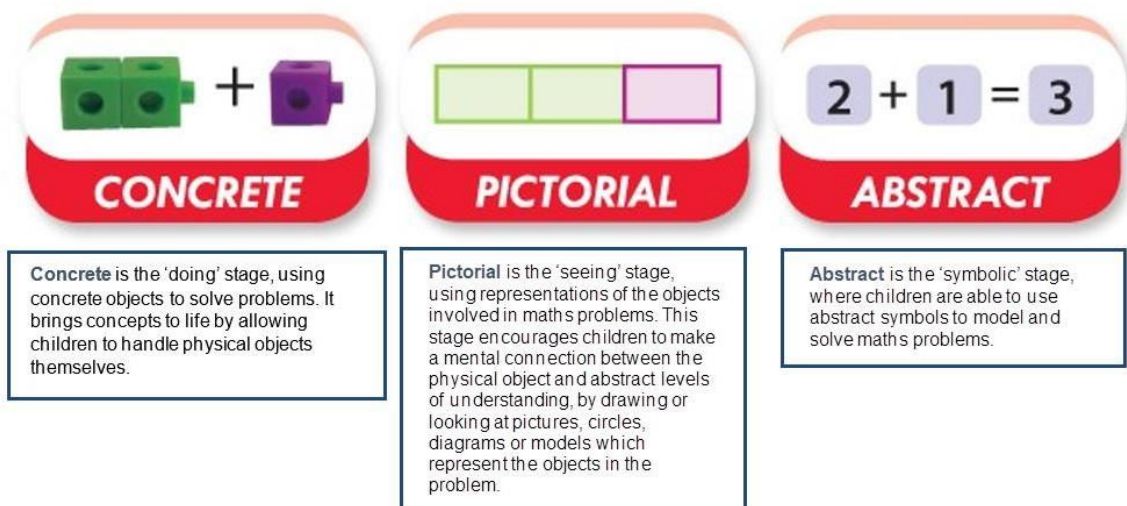 +
2 + 1 = 3
CONCRETE
PICTORIAL
ABSTRACT
Concrete is the ‘doing’ stage, using
concrete objects to solve problems. It
brings concepts to life by allowing
children to handle physical objects
themselves.
Pictorial is the ‘seeing’ stage,
using representations of the objects
involved in maths problems. This
stage encourages children to make
a mental connection between the
physical object and abstract levels
of understanding, by drawing or
looking at pictures, circles,
diagrams or models which
represent the objects in the
problem.
Abstract is the ‘symbolic’ stage,
where children are able to use
abstract symbols to model and
solve maths problems.